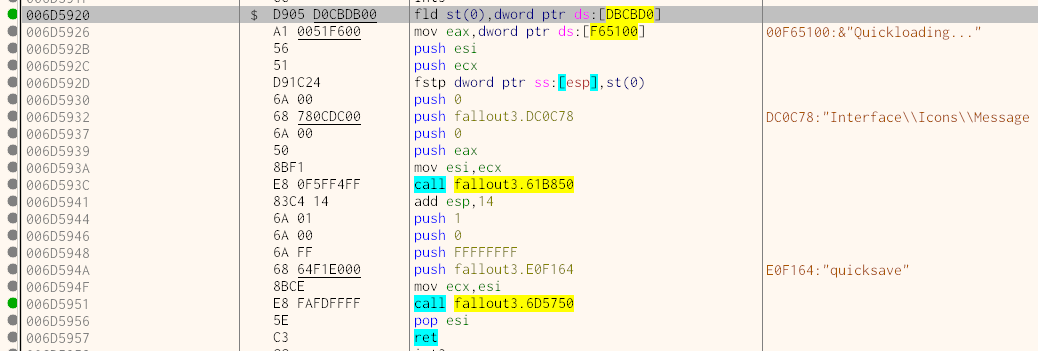 006D5920 $ D905 D0CBDB00 fld st(0),dword ptr ds:[DBCBD0]
006D5926 A1 0051F600 mov eax,dword ptr ds:[F65100] 00F65100:&"Quickloading..."
006D592B 56 push esi
006D592C 51 push ecx
006D592D D91C24 fstp dword ptr ss:[esp],st(0)
006D5930 6A 00 push 0
006D5932 68 780CDC00 push fallout3.DC0C78 DC0C78:"Interface\\Icons\\Message
006D5937 6A 00 push 0
006D5939 50 push eax
006D593A 8BF1 mov esi,ecx
006D593C E8 0F5FF4FF call fallout3.61B850
006D5941 83C4 14 add esp,14
006D5944 6A 01 push 1
006D5946 6A 00 push 0
006D5948 6A FF push FFFFFFFF
006D594A 68 64F1E000 push fallout3.E0F164 E0F164:"quicksave"
006D594F 8BCE mov ecx,esi
006D5951 E8 FAFDFFFF call fallout3.6D5750
006D5956 5E pop esi
006D5957 C3 ret